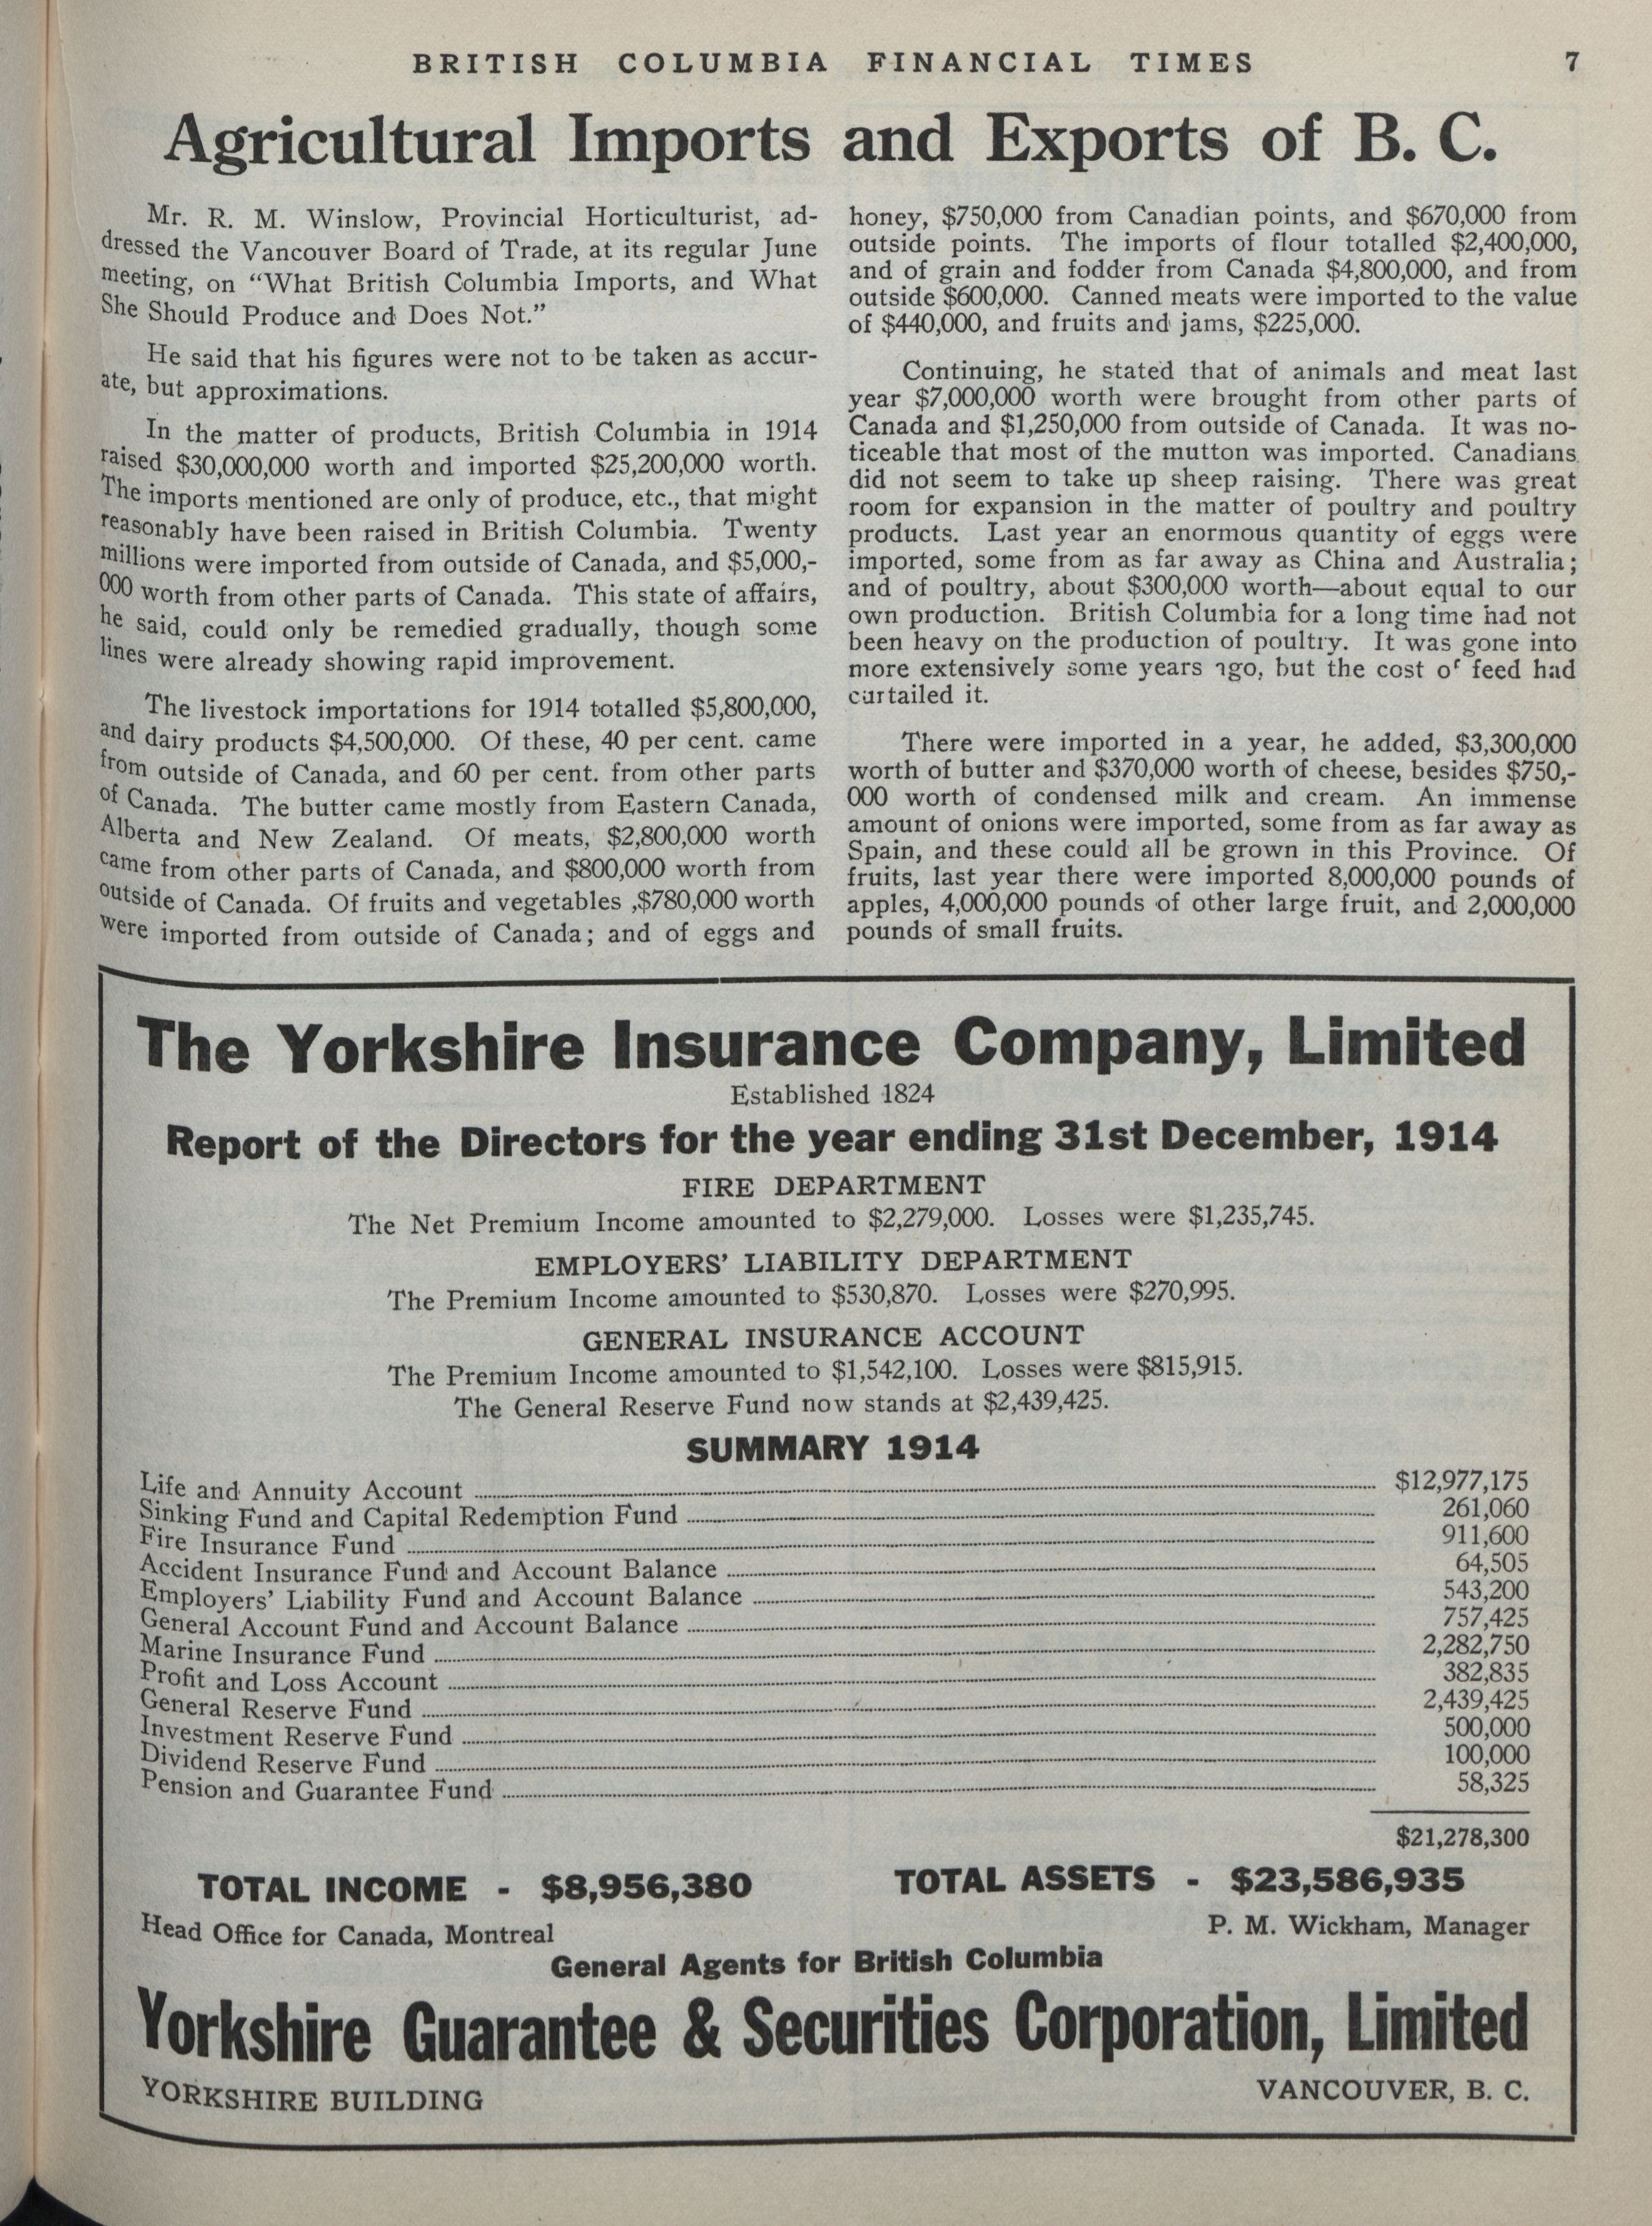 BRITISH COLUMBIA FINANCIAL TIMES 7
Agricultural Imports and Exports of B. C.
Mr. R. M. Winslow, Provincial Horticulturist, ad-
dressed the Vancouver Board of Trade, at its regular June
meeting, on “What British Columbia Imports, and What
She Should Produce and Does Not.”
He said that his figures were not to be taken as accur-
ate, but approximations.
In the matter of products, British Columbia in 1914
raised $30,000,000 worth and imported $25,200,000 worth.
The imports mentioned are only of produce, etc., that might
reasonably have been raised in British Columbia. Twenty
millions were imported from outside of Canada, and $5,000,-
000 worth from other parts of Canada. This state of affairs,
he said, could only be remedied gradually, though some
lines were already showing rapid improvement.
The livestock importations for 1914 totalled $5,800,000,
and dairy products $4,500,000. Of these, 40 per cent. came
from outside of Canada, and 60 per cent. from other parts
of Canada. The butter came mostly from Eastern Canada,
Alberta and New Zealand. Of meats, $2,800,000 worth
came from other parts of Canada, and $800,000 worth from
outside of Canada. Of fruits and vegetables ,$780,000 worth
were imported from outside of Canada; and of eggs and
honey, $750,000 from Canadian points, and $670,000 from
outside points. The imports of flour totalled $2,400,000,
and of grain and fodder from Canada $4,800,000, and from
outside $600,000. Canned meats were imported to the value
of $440,000, and fruits and jams, $225,000.
Continuing, he stated that of animals and meat last
year $7,000,000 worth were brought from other parts of
Canada and $1,250,000 from outside of Canada. It was no-
ticeable that most of the mutton was imported. Canadians
did not seem to take up sheep raising. There was great
room for expansion in the matter of poultry and poultry
products. Last year an enormous quantity of eggs were
imported, some from as far away as China and Australia;
and of poultry, about $300,000 worth—about equal to our
own production. British Columbia for a long time had not
been heavy on the production of poultry. It was gone into
more extensively some years ago, but the cost of feed had
curtailed it.
There were imported in a year, he added, $3,300,000
worth of butter and $370,000 worth of cheese, besides $750,-
000 worth of condensed milk and cream. An immense
amount of onions were imported, some from as far away as
Spain, and these could all be grown in this Province. Of
fruits, last year there were imported 8,000,000 pounds of
apples, 4,000,000 pounds of other large fruit, and 2,000,000
pounds of small fruits.
The Yorkshire Insurance Company, Limited
Established 1824
Report of the Directors for the year ending 31st December, 1914
FIRE DEPARTMENT
The Net Premium Income amounted to $2,279,000. Losses were $1,235,745.
EMPLOYERS’ LIABILITY DEPARTMENT
The Premium Income amounted to $530,870. Losses were $270,995.
GENERAL INSURANCE ACCOUNT
The Premium Income amounted to $1,542,100. Losses were $815,915.
The General Reserve Fund now stands at $2,439,425.
SUMMARY 1914
Life and Annuity Account $12,977,175
Sinking Fund and Capital Redemption Fund 261,060
Fire Insurance Fund 911,600
Accident Insurance Fund and Account Balance 64,505
Employers’ Liability Fund and Account Balance 543,200
General Account Fund and Account Balance 757,425
Marine Insurance Fund 2,282,750
Profit and Loss Account 382,835
General Reserve Fund 2,439,425
Investment Reserve Fund 500,000
Dividend Reserve Fund 100,000
Pension and Guarantee Fund 58,325
$21,278,300
TOTAL INCOME - $8,956,380 TOTAL ASSETS - $23,586,935
Head Office for Canada, Montreal P. M. Wickham, Manager
General Agents for British Columbia
Yorkshire Guarantee & Securities Corporation, Limited
YORKSHIRE BUILDING VANCOUVER, B. C.